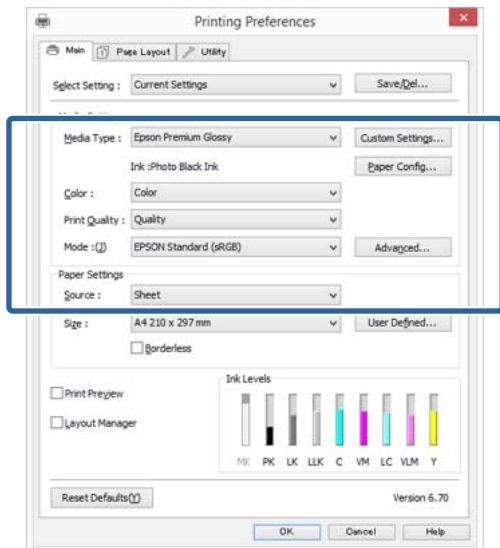 Printing Preferences
Main Page Layout Utility
Select Setting : Current Settings Save/Del...
Media Type : Epson Premium Glossy Custom Settings...
Ink :Photo Black Ink Paper Config...
Color : Color
Print Quality : Quality
Mode :(J) EPSON Standard (sRGB) Advanced...
Paper Settings
Source : Sheet
Size : A4 210 x 297 mm User Defined...
Borderless
Print Preview
Layout Manager
Ink Levels
MK PK LK LLK C VM LC VLM Y
Reset Defaults(Y) Version 6.70
OK Cancel Help